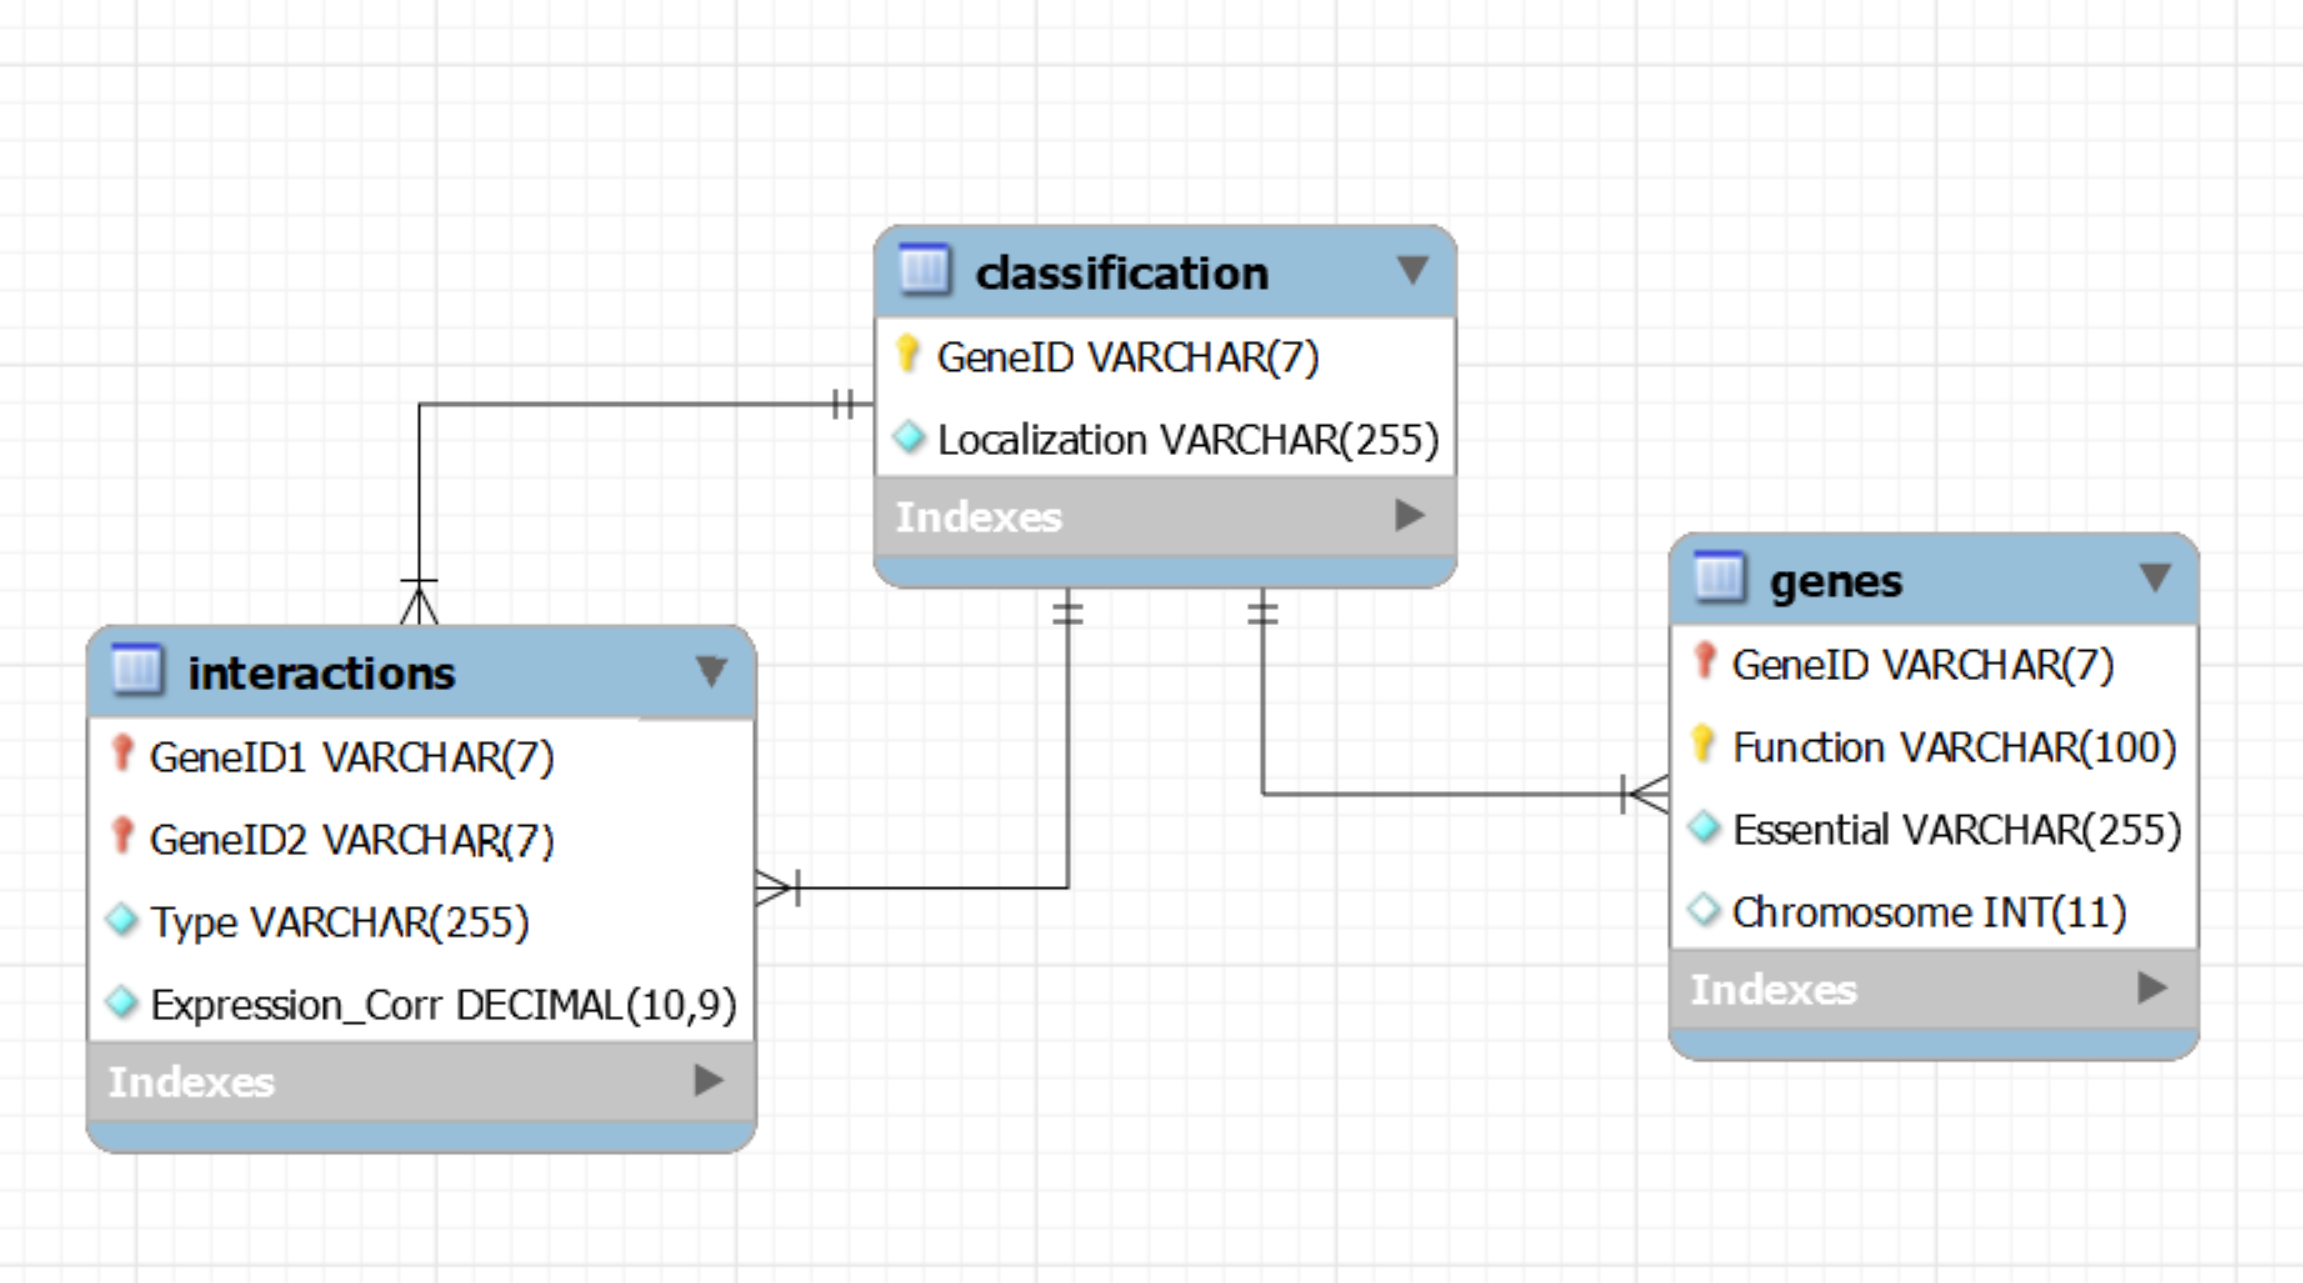 classification
GeneID VARCHAR(7)
Localization VARCHAR(255)
Indexes
interactions
GeneID1 VARCHAR(7)
GeneID2 VARCHAR(7)
Type VARCHAR(255)
Expression_Corr DECIMAL(10,9)
Indexes
genes
GeneID VARCHAR(7)
Function VARCHAR(100)
Essential VARCHAR(255)
Chromosome INT(11)
Indexes